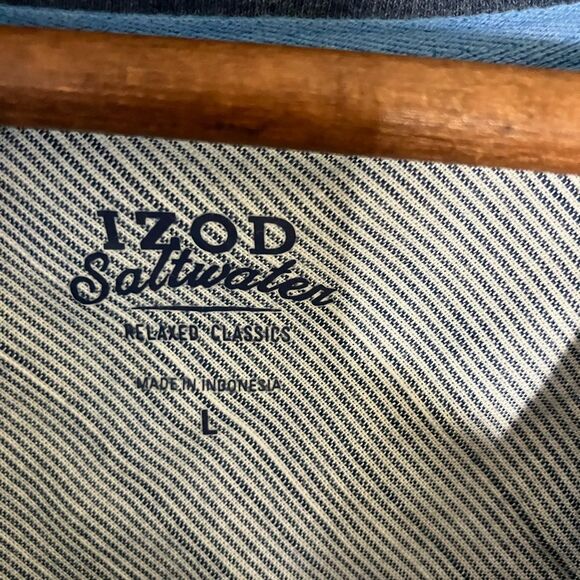 IZOD
Saltwater
RELAXED CLASSICS
MADE IN INDONESIA
L